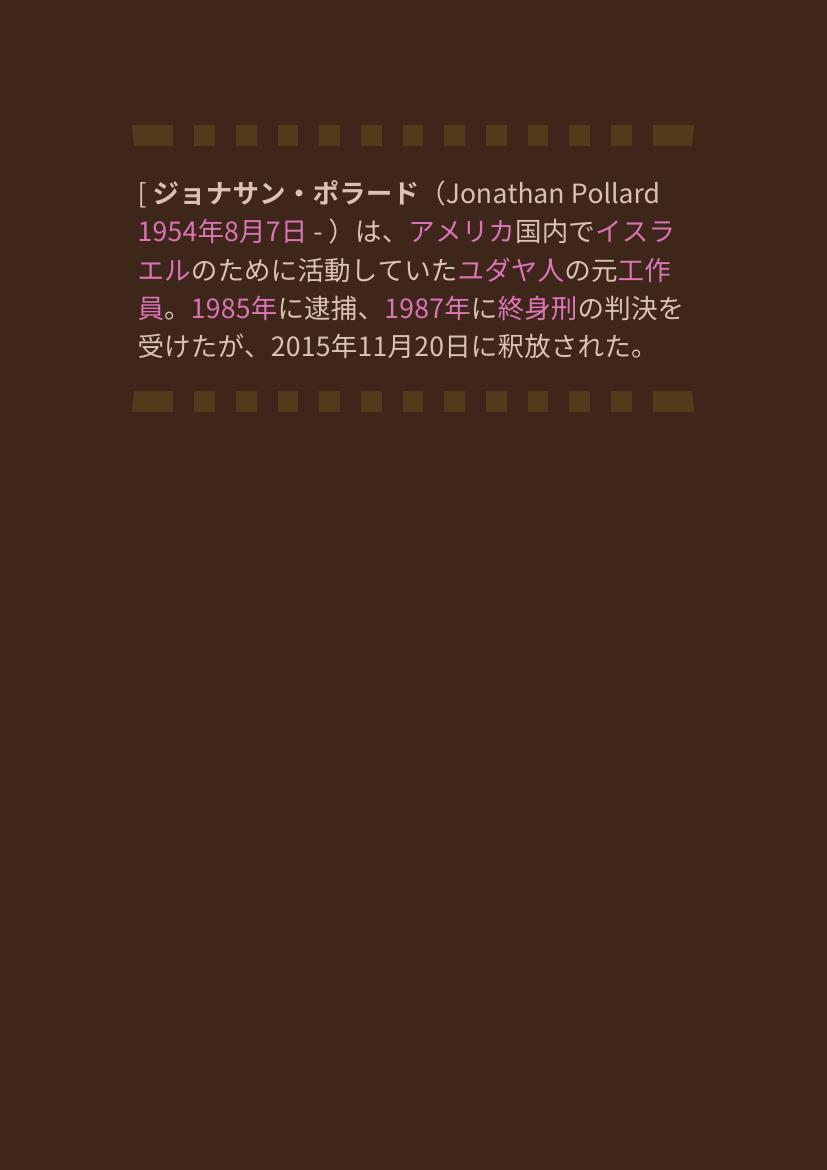 [ ジョナサン・ポラード（Jonathan Pollard
1954年8月7日 - ）は、アメリカ国内でイスラ
エルのために活動していたユダヤ人の元工作
員。1985年に逮捕、1987年に終身刑の判決を
受けたが、2015年11月20日に釈放された。